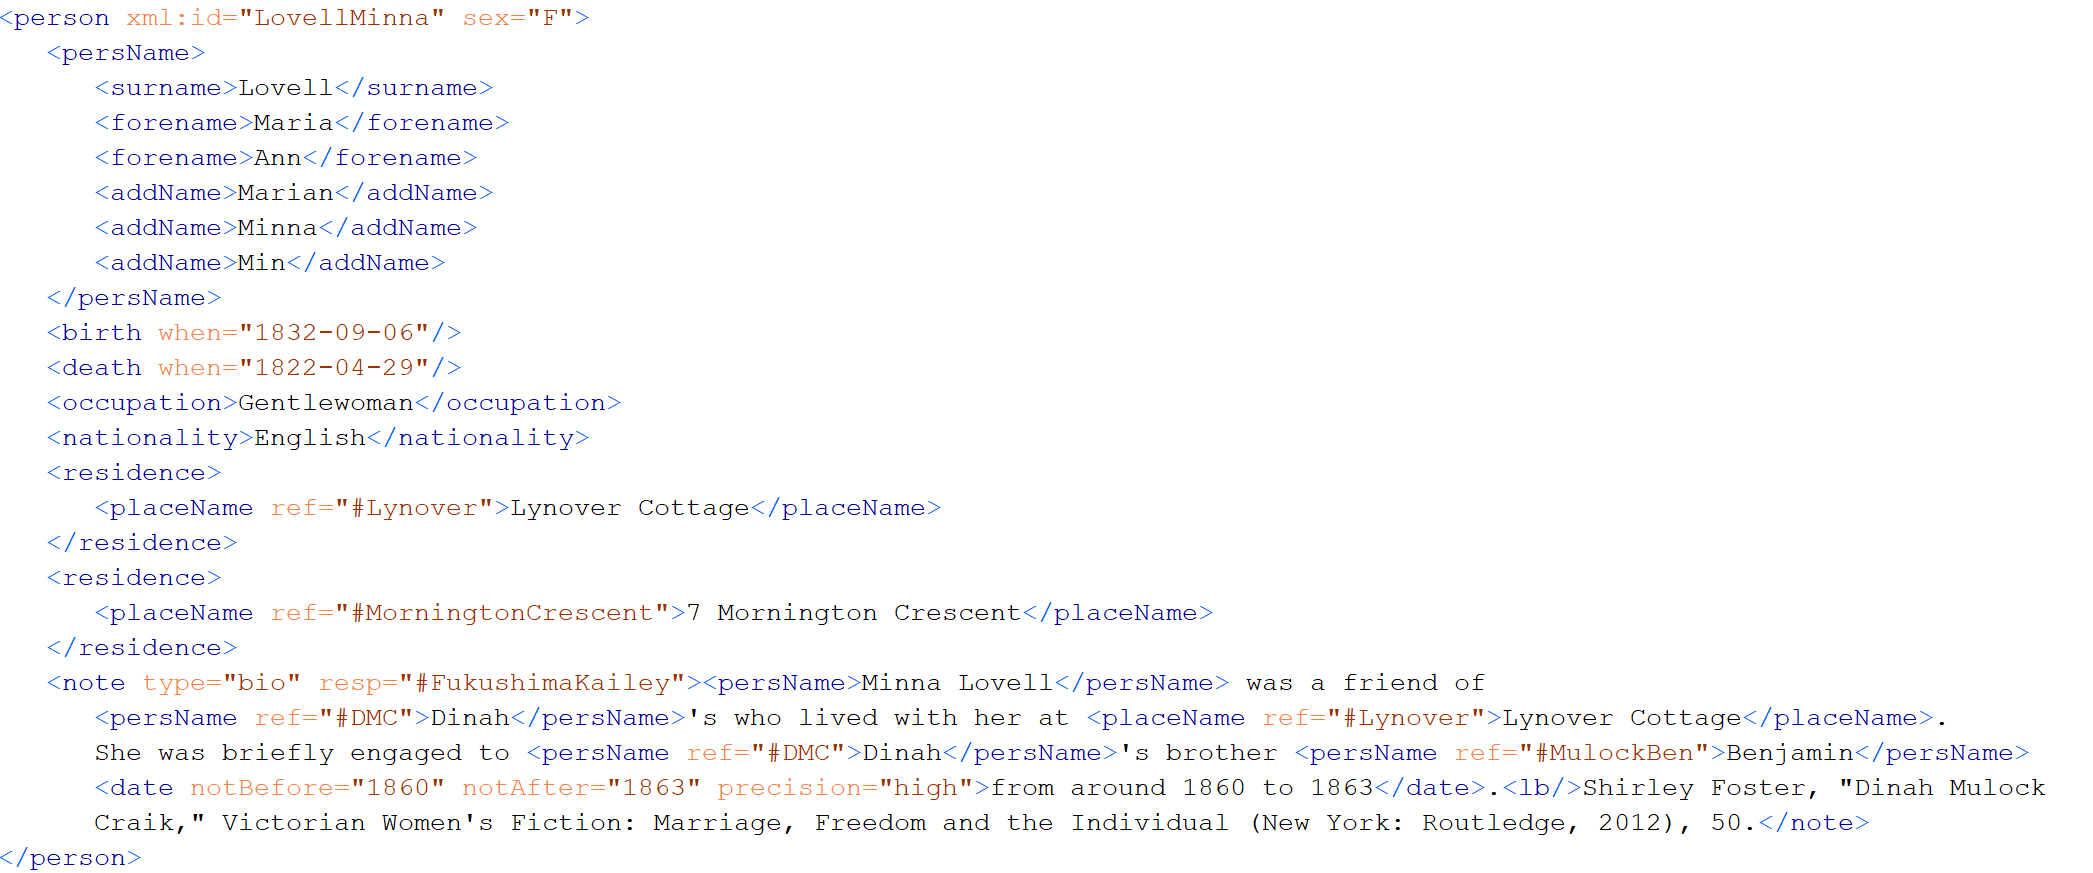 <person xml:id="LovellMinna" sex="F">
<persName>
<surname>Lovell</surname>
<forename>Maria</forename>
<forename>Ann</forename>
<addName>Marian</addName>
<addName>Minna</addName>
<addName>Min</addName>
</persName>
<birth when="1832-09-06"/>
<death when="1822-04-29"/>
<occupation>Gentlewoman</occupation>
<nationality>English</nationality>
<residence>
<placeName ref="#Lynover">Lynover Cottage</placeName>
</residence>
<residence>
<placeName ref="#MorningtonCrescent">7 Mornington Crescent</placeName>
</residence>
<note type="bio" resp="#FukushimaKailey"><persName>Minna Lovell</persName> was a friend of
<persName ref="#DMC">Dinah</persName>'s who lived with her at <placeName ref="#Lynover">Lynover Cottage</placeName>.
She was briefly engaged to <persName ref="#DMC">Dinah</persName>'s brother <persName ref="#MulockBen">Benjamin</persName>
<date notBefore="1860" notAfter="1863" precision="high">from around 1860 to 1863</date>.<lb/>Shirley Foster, "Dinah Mulock
Craik," Victorian Women's Fiction: Marriage, Freedom and the Individual (New York: Routledge, 2012), 50.</note>
</person>